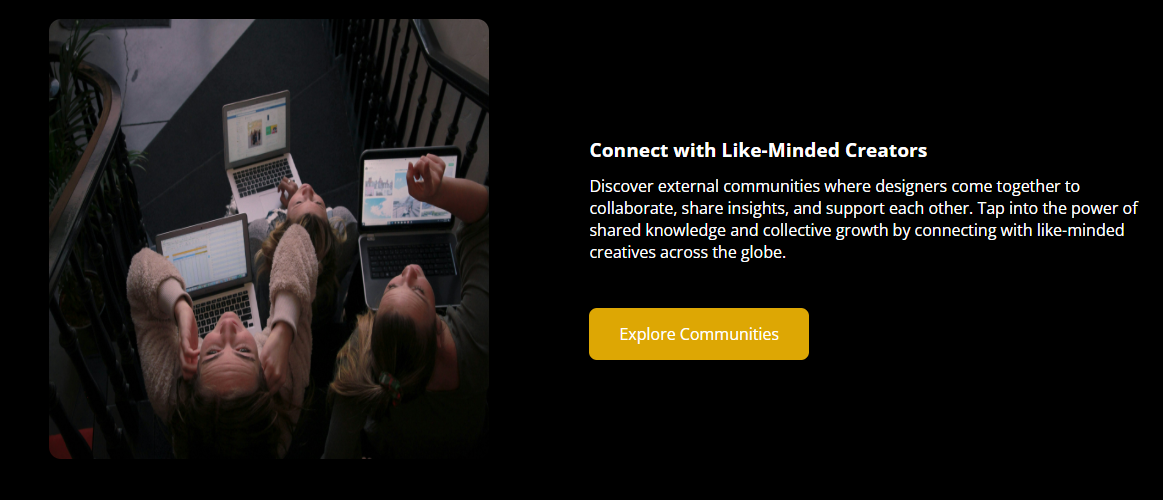 Connect with Like-Minded Creators
Discover external communities where designers come together to
collaborate, share insights, and support each other. Tap into the power of
shared knowledge and collective growth by connecting with like-minded
creatives across the globe.
Explore Communities